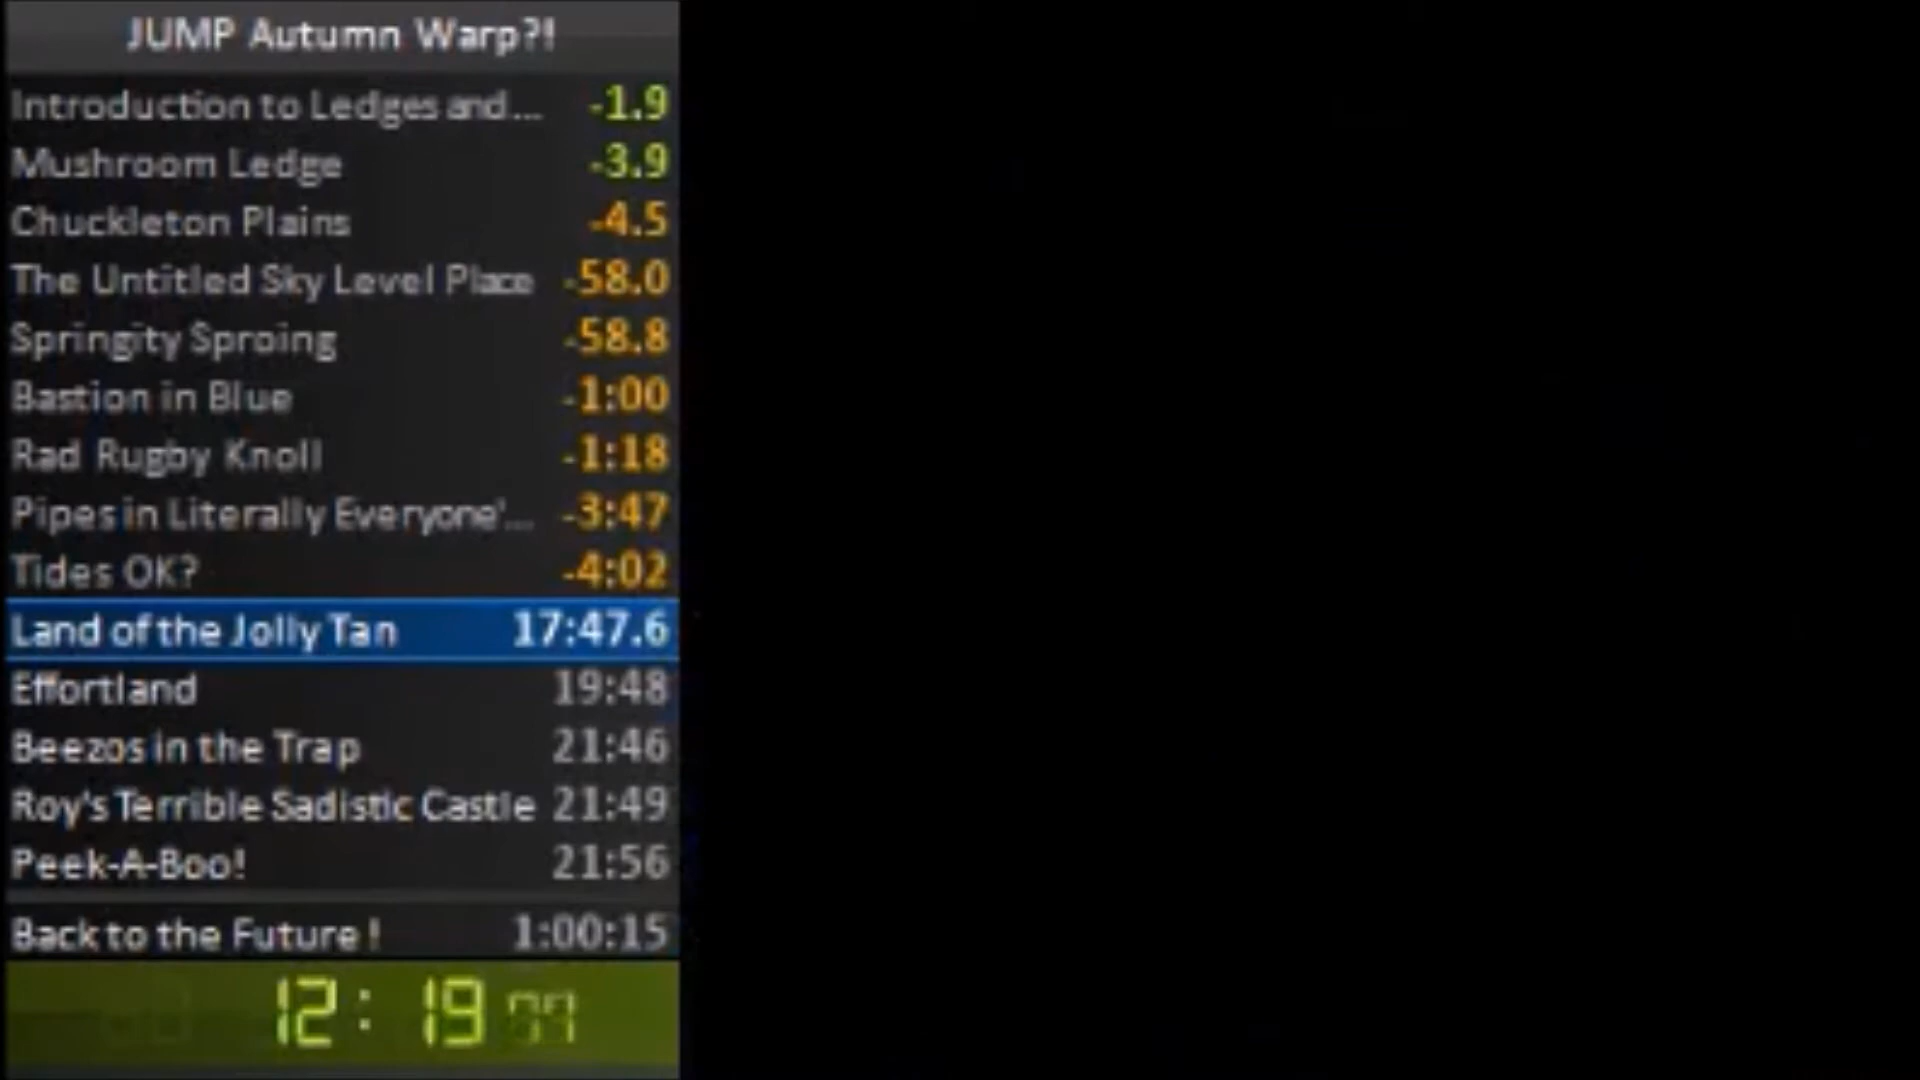 JUMP Autumn Warp?!
Introduction to Ledges and... -1.9
Mushroom Ledge -3.9
Chuckleton Plains -4.5
The Untitled Sky Level Place -58.0
Springity Sproing -58.8
Bastion in Blue -1:00
Rad Rugby Knoll -1:18
Pipes in Literally Everyone'... -3:47
Tides OK? -4:02
Land of the Jolly Tan 17:47.6
Effortland 19:48
Beezos in the Trap 21:46
Roy's Terrible Sadistic Castle 21:49
Peek-A-Boo! 21:56
Back to the Future ! 1:00:15
12:19